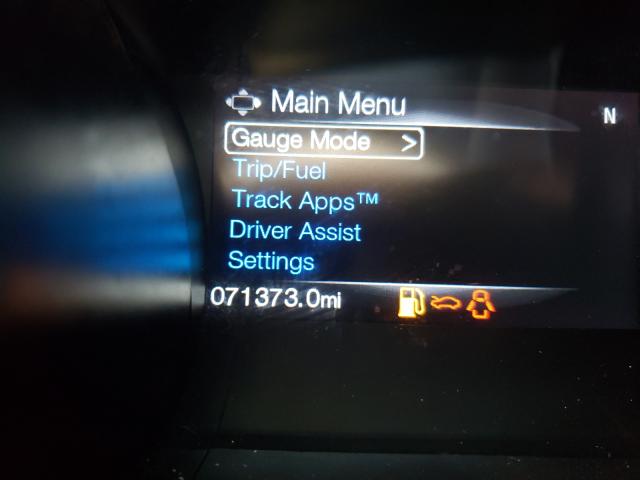 Main Menu
N
Gauge Mode >
Trip/Fuel
Track Apps™
Driver Assist
Settings
071373.0mi